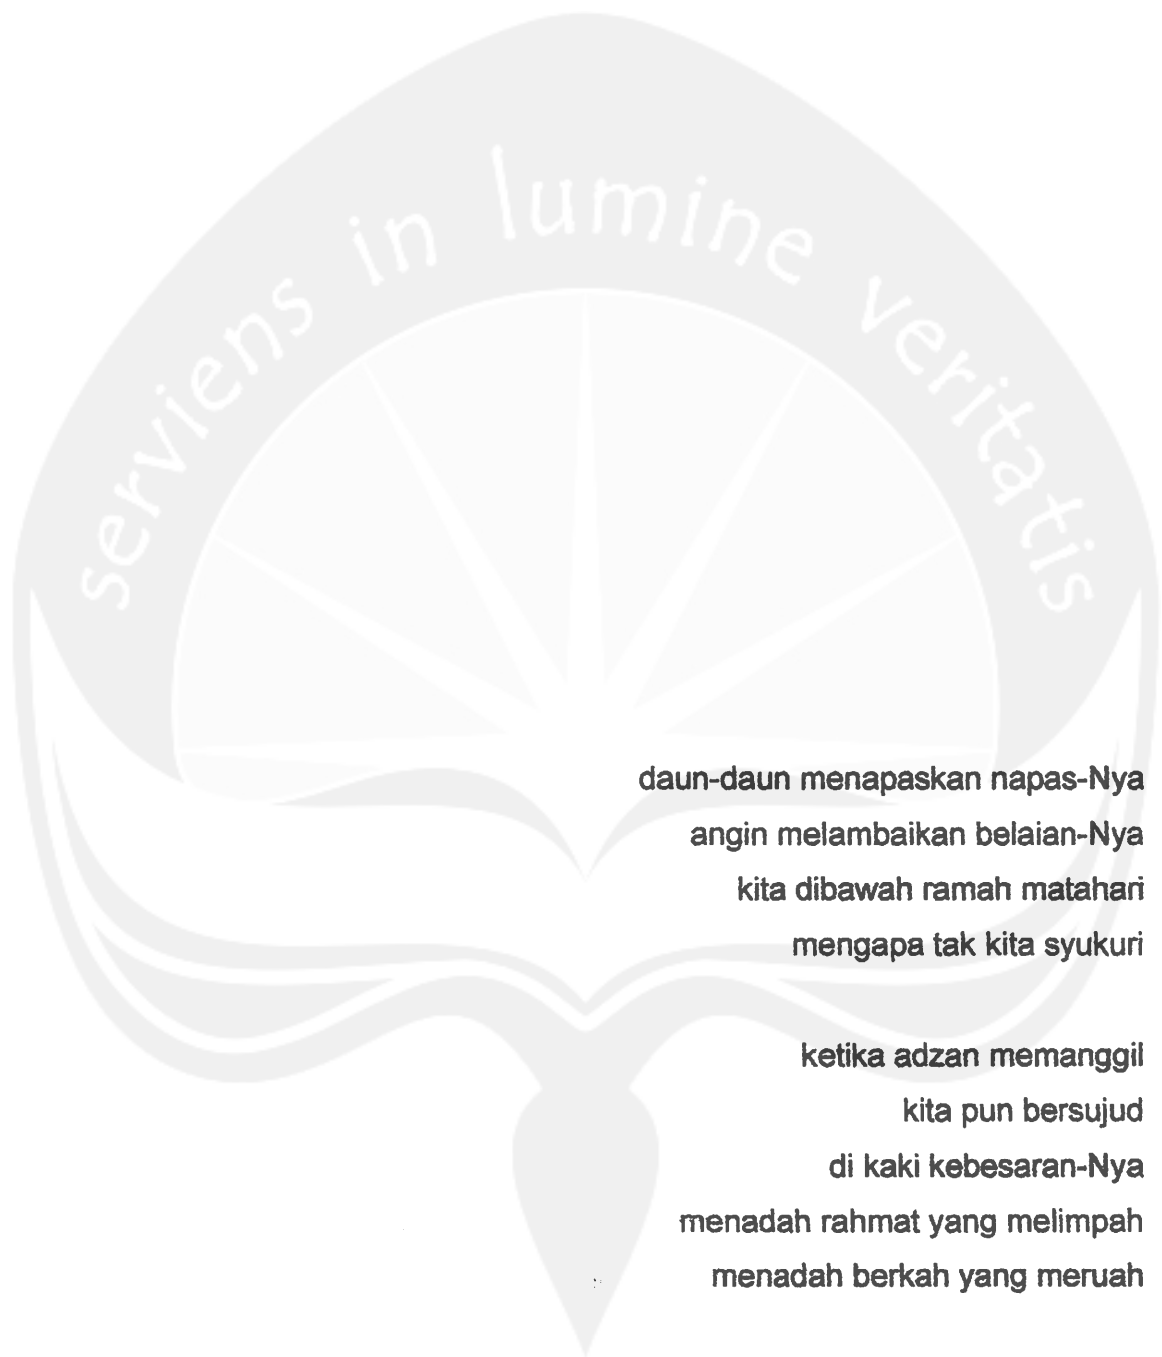 serviens in lumine veritatis
daun-daun menapaskan napas-Nya
angin melambaikan belaian-Nya
kita dibawah ramah matahari
mengapa tak kita syukuri
ketika adzan memanggil
kita pun bersujud
di kaki kebesaran-Nya
menadah rahmat yang melimpah
menadah berkah yang meruah